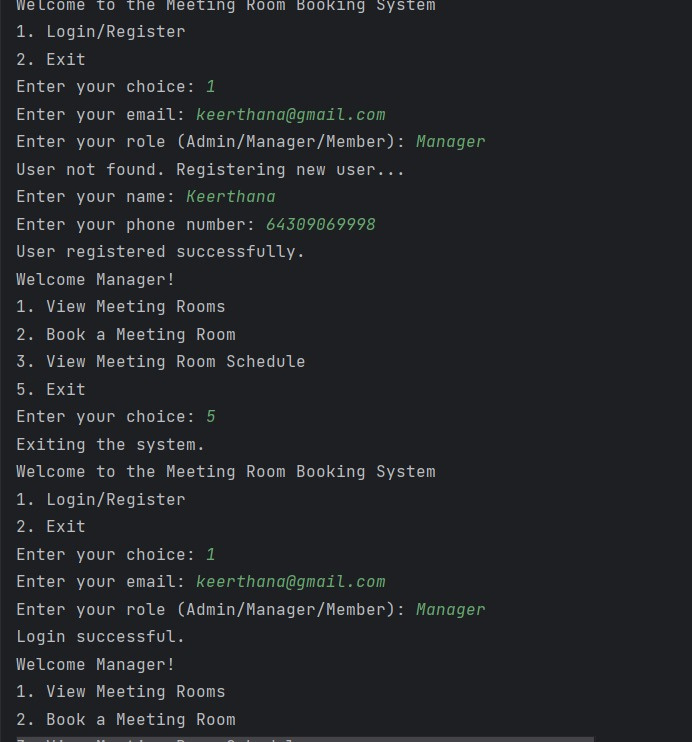 Welcome to the Meeting Room Booking System
1. Login/Register
2. Exit
Enter your choice: 1
Enter your email: keerthana@gmail.com
Enter your role (Admin/Manager/Member): Manager
User not found. Registering new user...
Enter your name: Keerthana
Enter your phone number: 64309069998
User registered successfully.
Welcome Manager!
1. View Meeting Rooms
2. Book a Meeting Room
3. View Meeting Room Schedule
5. Exit
Enter your choice: 5
Exiting the system.
Welcome to the Meeting Room Booking System
1. Login/Register
2. Exit
Enter your choice: 1
Enter your email: keerthana@gmail.com
Enter your role (Admin/Manager/Member): Manager
Login successful.
Welcome Manager!
1. View Meeting Rooms
2. Book a Meeting Room